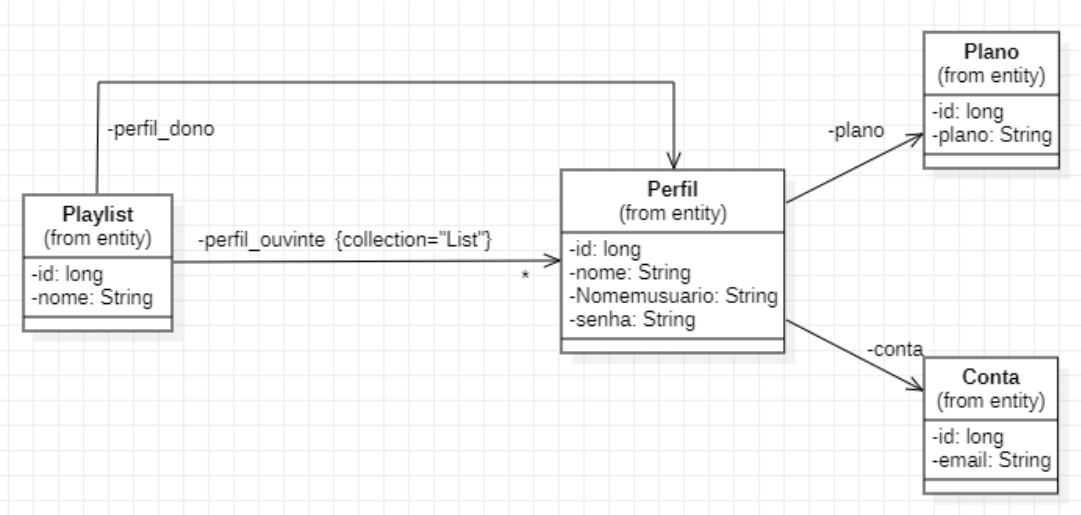 Plano
(from entity)
-id: long
-plano: String
-perfil_dono
-plano
Playlist
(from entity)
-id: long
-nome: String
-perfil_ouvinte {collection="List"}
*
Perfil
(from entity)
-id: long
-nome: String
-Nomemusuario: String
-senha: String
-conta
Conta
(from entity)
-id: long
-email: String